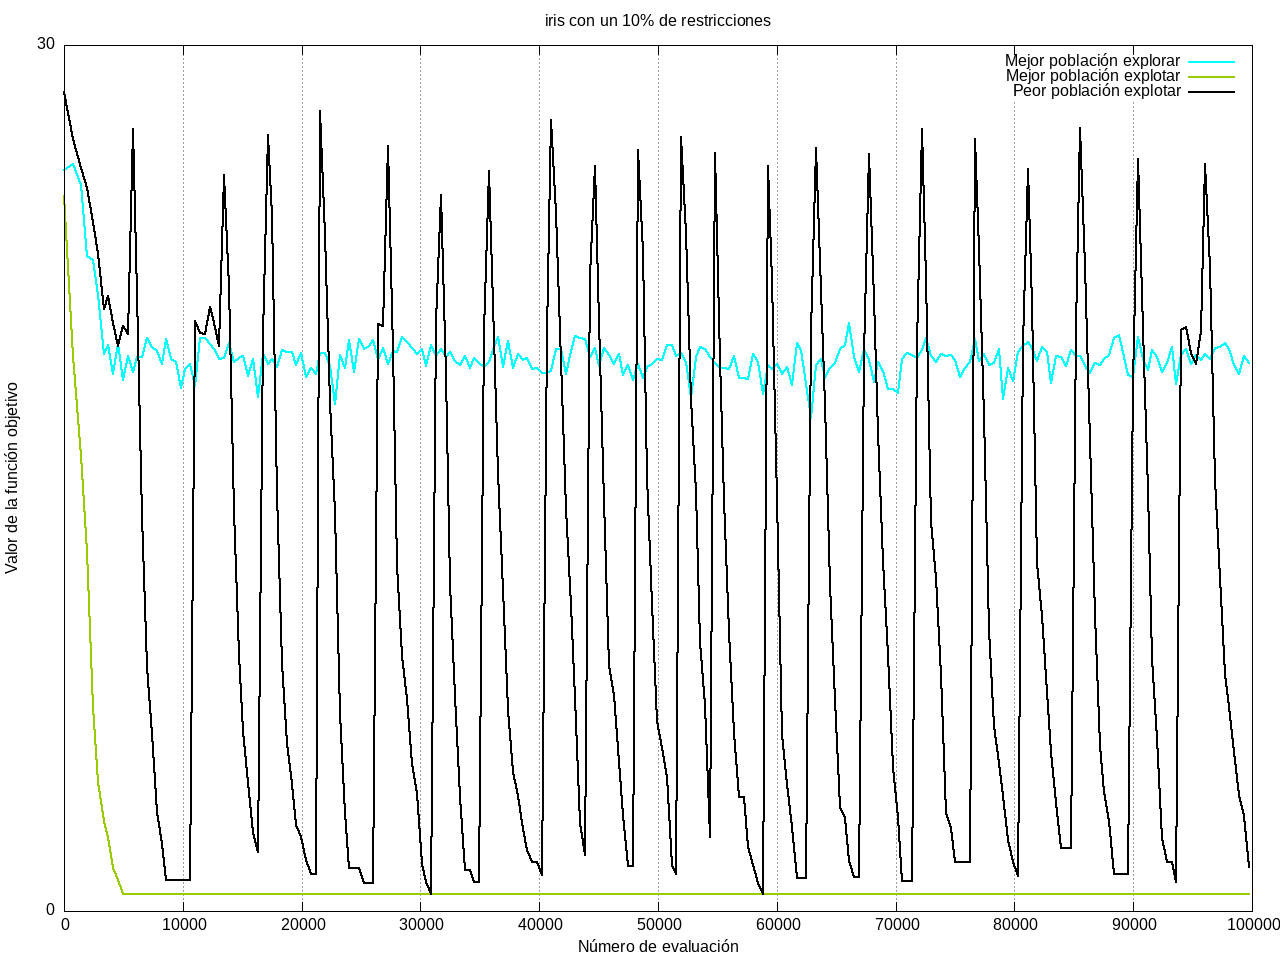 iris con un 10% de restricciones
30
Mejor población explorar
Mejor población explotar
Peor población explotar
Valor de la función objetivo
0
0 10000 20000 30000 40000 50000 60000 70000 80000 90000 100000
Número de evaluación